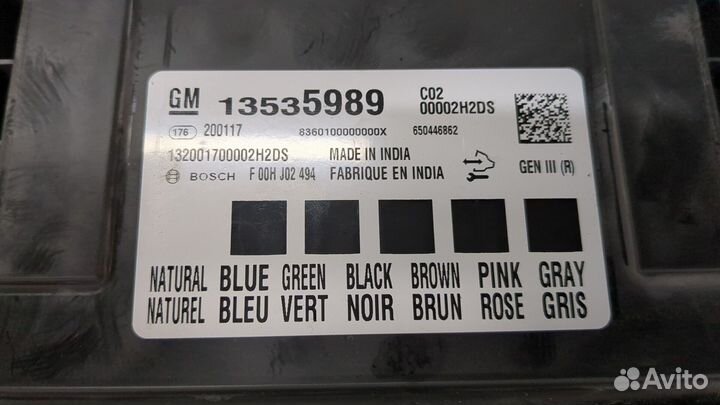 GM 13535989 C02
00002H2DS
176 200117 8360100000000X 650446862
132001700002H2DS MADE IN INDIA
BOSCH F 00H J02 494 FABRIQUE EN INDIA GEN III (R)
NATURAL BLUE GREEN BLACK BROWN PINK GRAY
NATUREL BLEU VERT NOIR BRUN ROSE GRIS
Avito